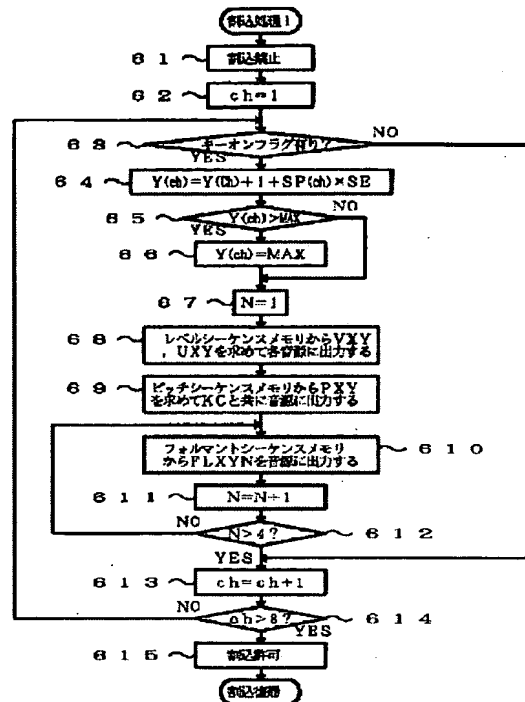 割込処理1
61
割込禁止
62
ch=1
63
キーオンフラグ有り?
NO
YES
64
Y(ch)=Y(Ch)+1+SP(ch)×SE
65
Y(ch)>MAX
NO
YES
66
Y(ch)=MAX
67
N=1
68
レベルシーケンスメモリからVXY
,UXYを求めて各音源に出力する
69
ピッチシーケンスメモリからPXY
を求めてKCと共に音源に出力する
フォルマントシーケンスメモリ
からFLXYNを音源に出力する
610
611
N=N+1
NO
N>4?
612
YES
613
ch=ch+1
NO
ch>8?
614
YES
615
割込許可
割込復帰